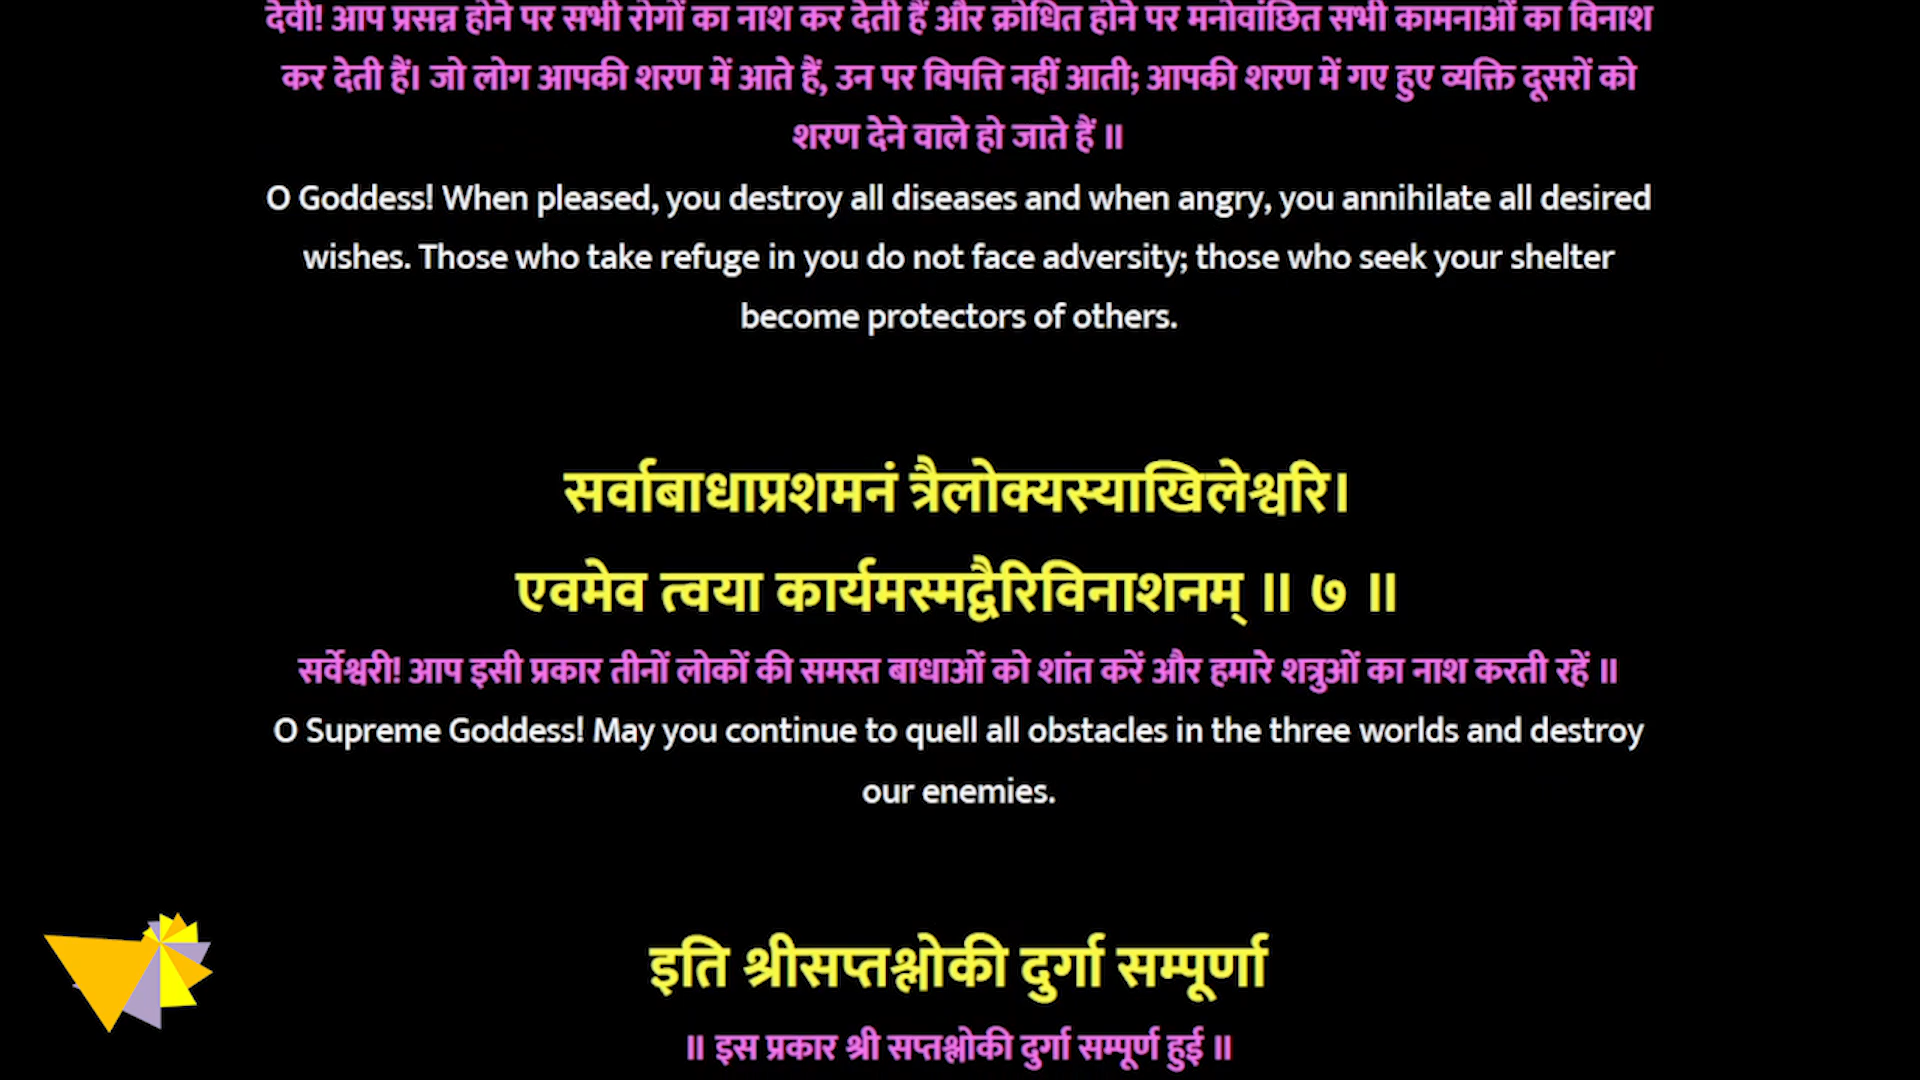 देवी! आप प्रसन्न होने पर सभी रोगों का नाश कर देती हैं और क्रोधित होने पर मनोवांछित सभी कामनाओं का विनाश
कर देती हैं। जो लोग आपकी शरण में आते हैं, उन पर विपत्ति नहीं आती; आपकी शरण में गए हुए व्यक्ति दूसरों को
शरण देने वाले हो जाते हैं ॥
O Goddess! When pleased, you destroy all diseases and when angry, you annihilate all desired
wishes. Those who take refuge in you do not face adversity; those who seek your shelter
become protectors of others.
सर्वाबाधाप्रशमनं त्रैलोक्यस्याखिलेश्वरि।
एवमेव त्वया कार्यमस्मद्वैरिविनाशनम् ॥ ७ ॥
सर्वेश्वरी! आप इसी प्रकार तीनों लोकों की समस्त बाधाओं को शांत करें और हमारे शत्रुओं का नाश करती रहें ॥
O Supreme Goddess! May you continue to quell all obstacles in the three worlds and destroy
our enemies.
इति श्रीसप्तश्लोकी दुर्गा सम्पूर्णा
॥ इस प्रकार श्री सप्तश्लोकी दुर्गा सम्पूर्ण हुई ॥